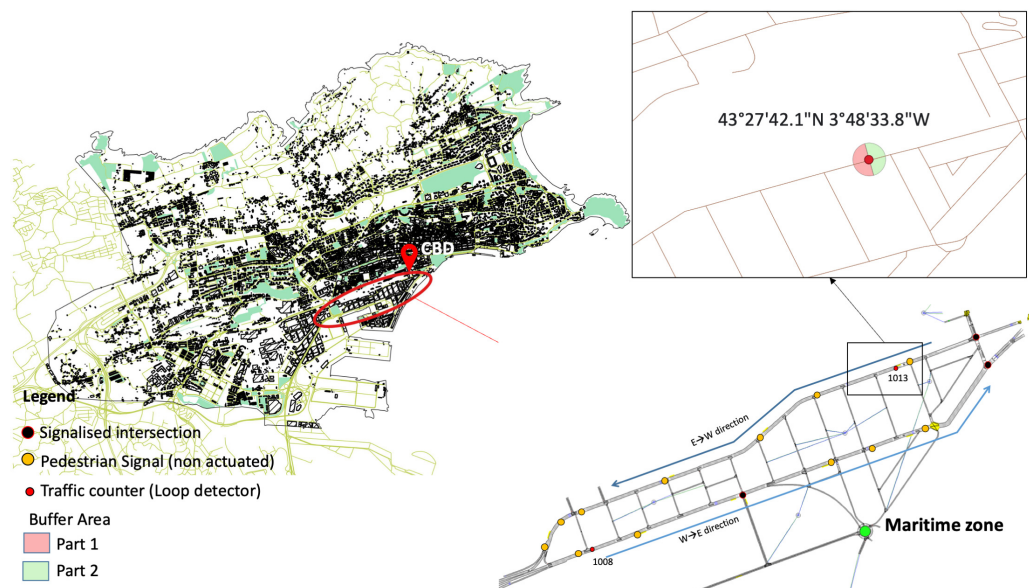 43°27'42.1"N 3°48'33.8"W
CBD
Legend
Signalised intersection
Pedestrian Signal (non actuated)
Traffic counter (Loop detector)
Buffer Area
Part 1
Part 2
1013
E→W direction
W→E direction
Maritime zone
1008